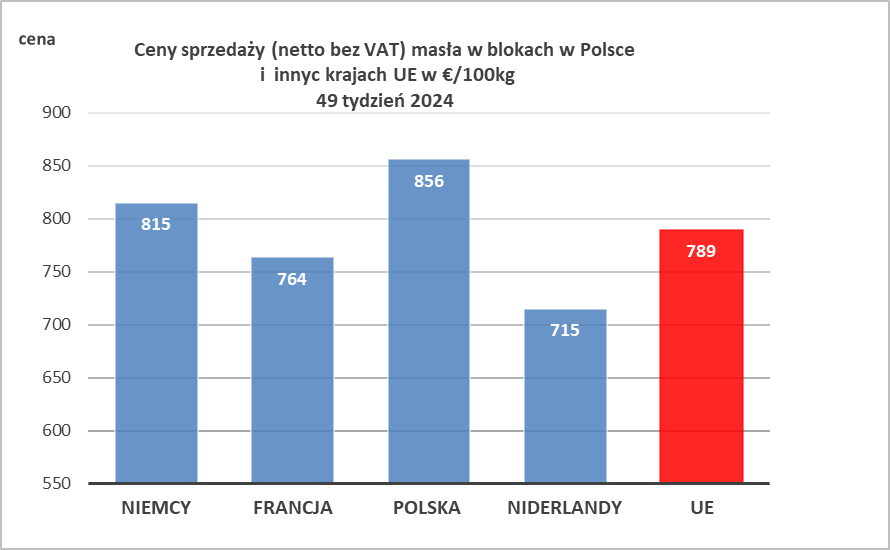 cena
Ceny sprzedaży (netto bez VAT) masła w blokach w Polsce
i innyc krajach UE w €/100kg
49 tydzień 2024
900
850
800
750
700
650
600
550
815
764
856
715
789
NIEMCY
FRANCJA
POLSKA
NIDERLANDY
UE